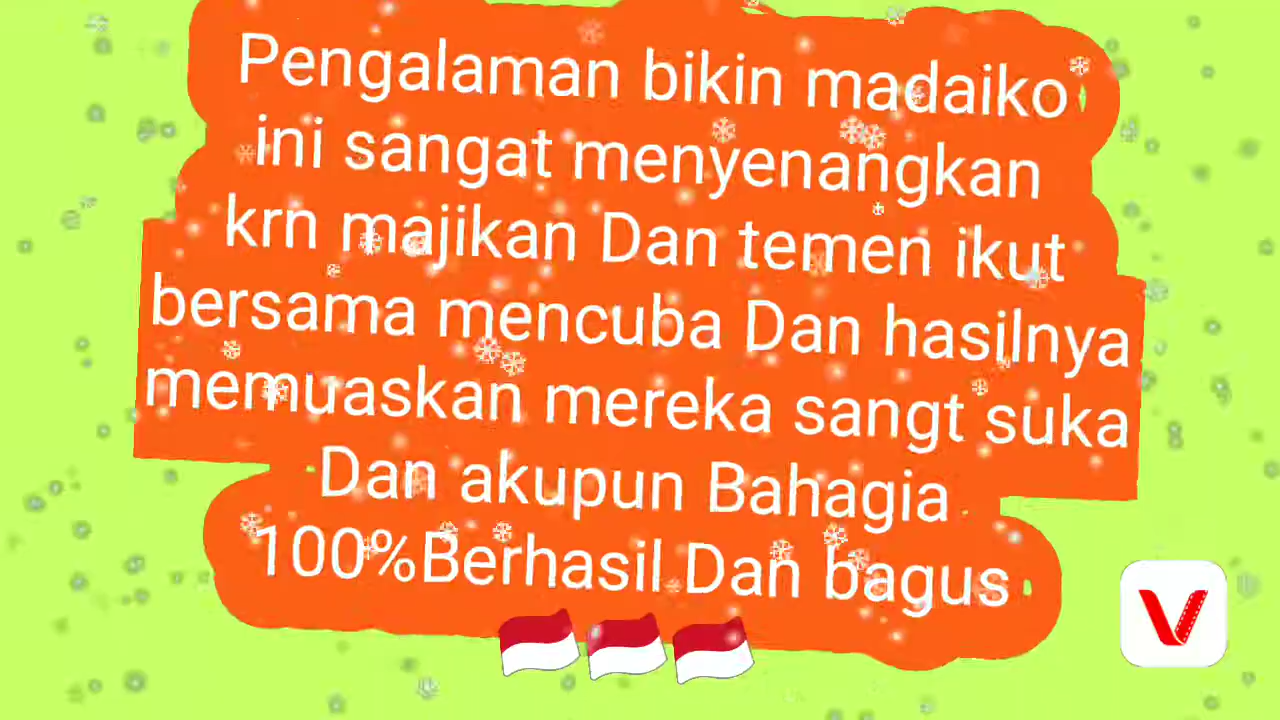 Pengalaman bikin madaiko
ini sangat menyenangkan
krn majikan Dan temen ikut
bersama mencuba Dan hasilnya
memuaskan mereka sangt suka
Dan akupun Bahagia
100%Berhasil Dan bagus
🇮🇩🇮🇩🇮🇩
V